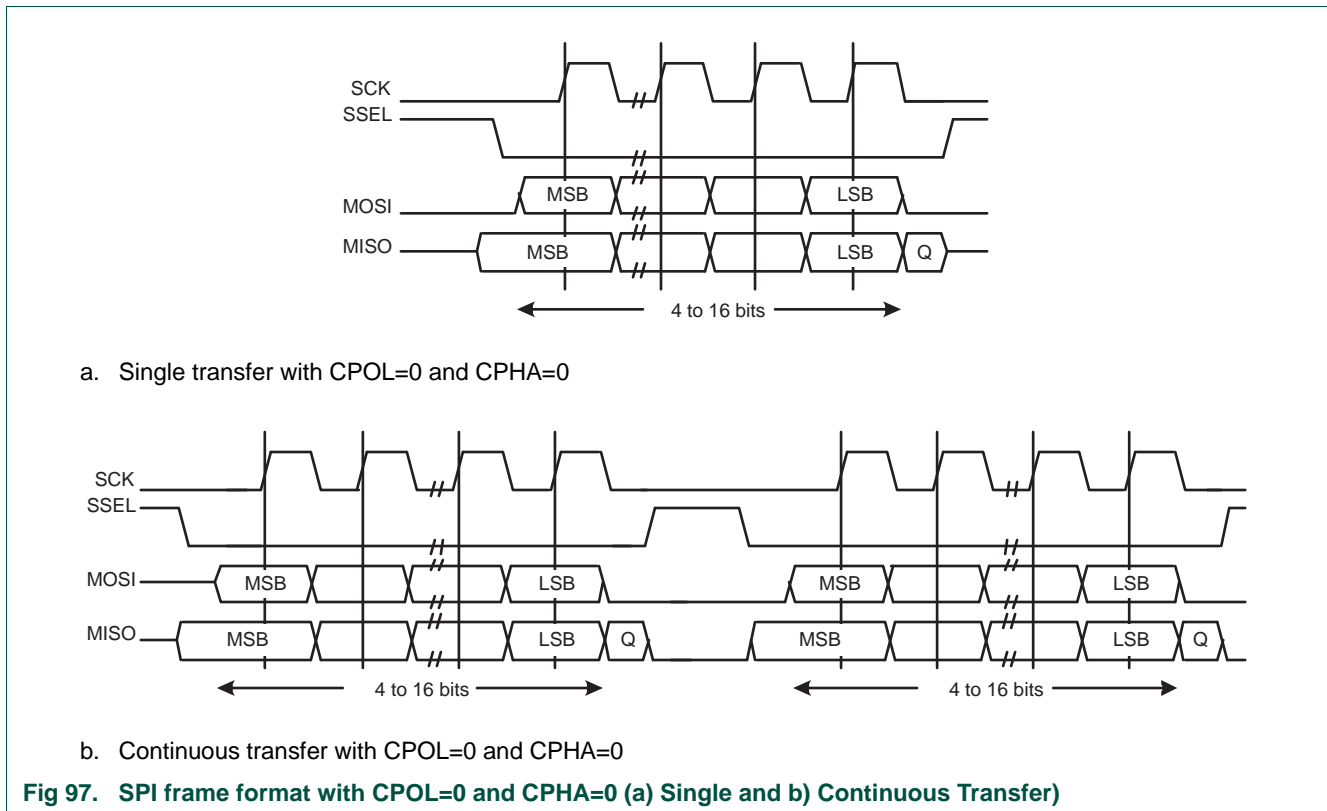 SCK
SSEL
MOSI
MSB
LSB
MISO
MSB
LSB
Q
4 to 16 bits
a. Single transfer with CPOL=0 and CPHA=0
SCK
SSEL
MOSI
MSB
LSB
MSB
LSB
MISO
MSB
LSB
Q
MSB
LSB
Q
4 to 16 bits
4 to 16 bits
b. Continuous transfer with CPOL=0 and CPHA=0
Fig 97. SPI frame format with CPOL=0 and CPHA=0 (a) Single and b) Continuous Transfer)